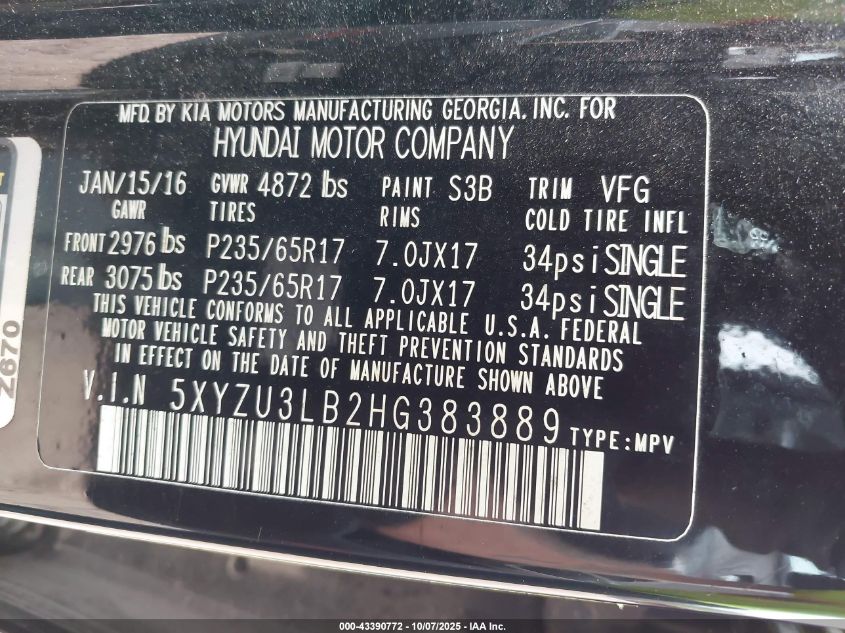 MFD. BY KIA MOTORS MANUFACTURING GEORGIA, INC. FOR
HYUNDAI MOTOR COMPANY
JAN/15/16 GVWR 4872 lbs PAINT S3B TRIM VFG
GAWR TIRES RIMS COLD TIRE INFL
FRONT 2976 lbs P235/65R17 7.0JX17 34psi SINGLE
REAR 3075 lbs P235/65R17 7.0JX17 34psi SINGLE
THIS VEHICLE CONFORMS TO ALL APPLICABLE U.S.A. FEDERAL
MOTOR VEHICLE SAFETY AND THEFT PREVENTION STANDARDS
IN EFFECT ON THE DATE OF MANUFACTURE SHOWN ABOVE
V.I.N 5XYZU3LB2HG383889 TYPE:MPV
Z670
000-43390772 - 10/07/2025 - IAA Inc.